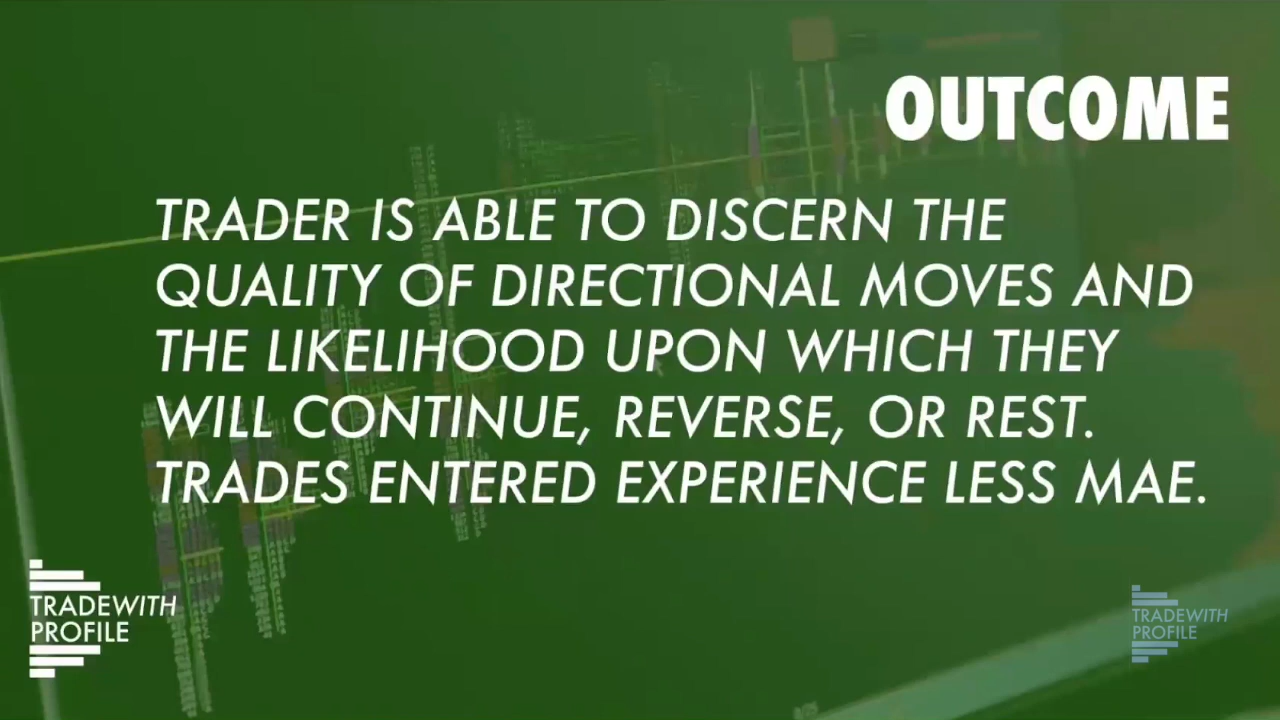 OUTCOME
TRADER IS ABLE TO DISCERN THE
QUALITY OF DIRECTIONAL MOVES AND
THE LIKELIHOOD UPON WHICH THEY
WILL CONTINUE, REVERSE, OR REST.
TRADES ENTERED EXPERIENCE LESS MAE.
TRADEWITH
PROFILE
TRADEWITH
PROFILE